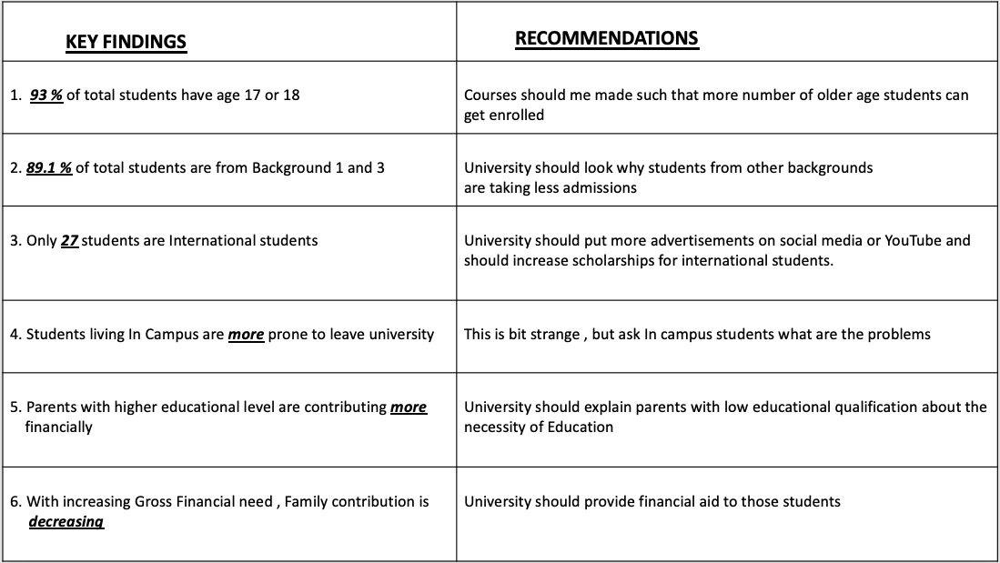 KEY FINDINGS
RECOMMENDATIONS
1. 93 % of total students have age 17 or 18
Courses should me made such that more number of older age students can
get enrolled
2. 89.1 % of total students are from Background 1 and 3
University should look why students from other backgrounds
are taking less admissions
3. Only 27 students are International students
University should put more advertisements on social media or YouTube and
should increase scholarships for international students.
4. Students living In Campus are more prone to leave university
This is bit strange , but ask In campus students what are the problems
5. Parents with higher educational level are contributing more
financially
University should explain parents with low educational qualification about the
necessity of Education
6. With increasing Gross Financial need , Family contribution is
decreasing
University should provide financial aid to those students